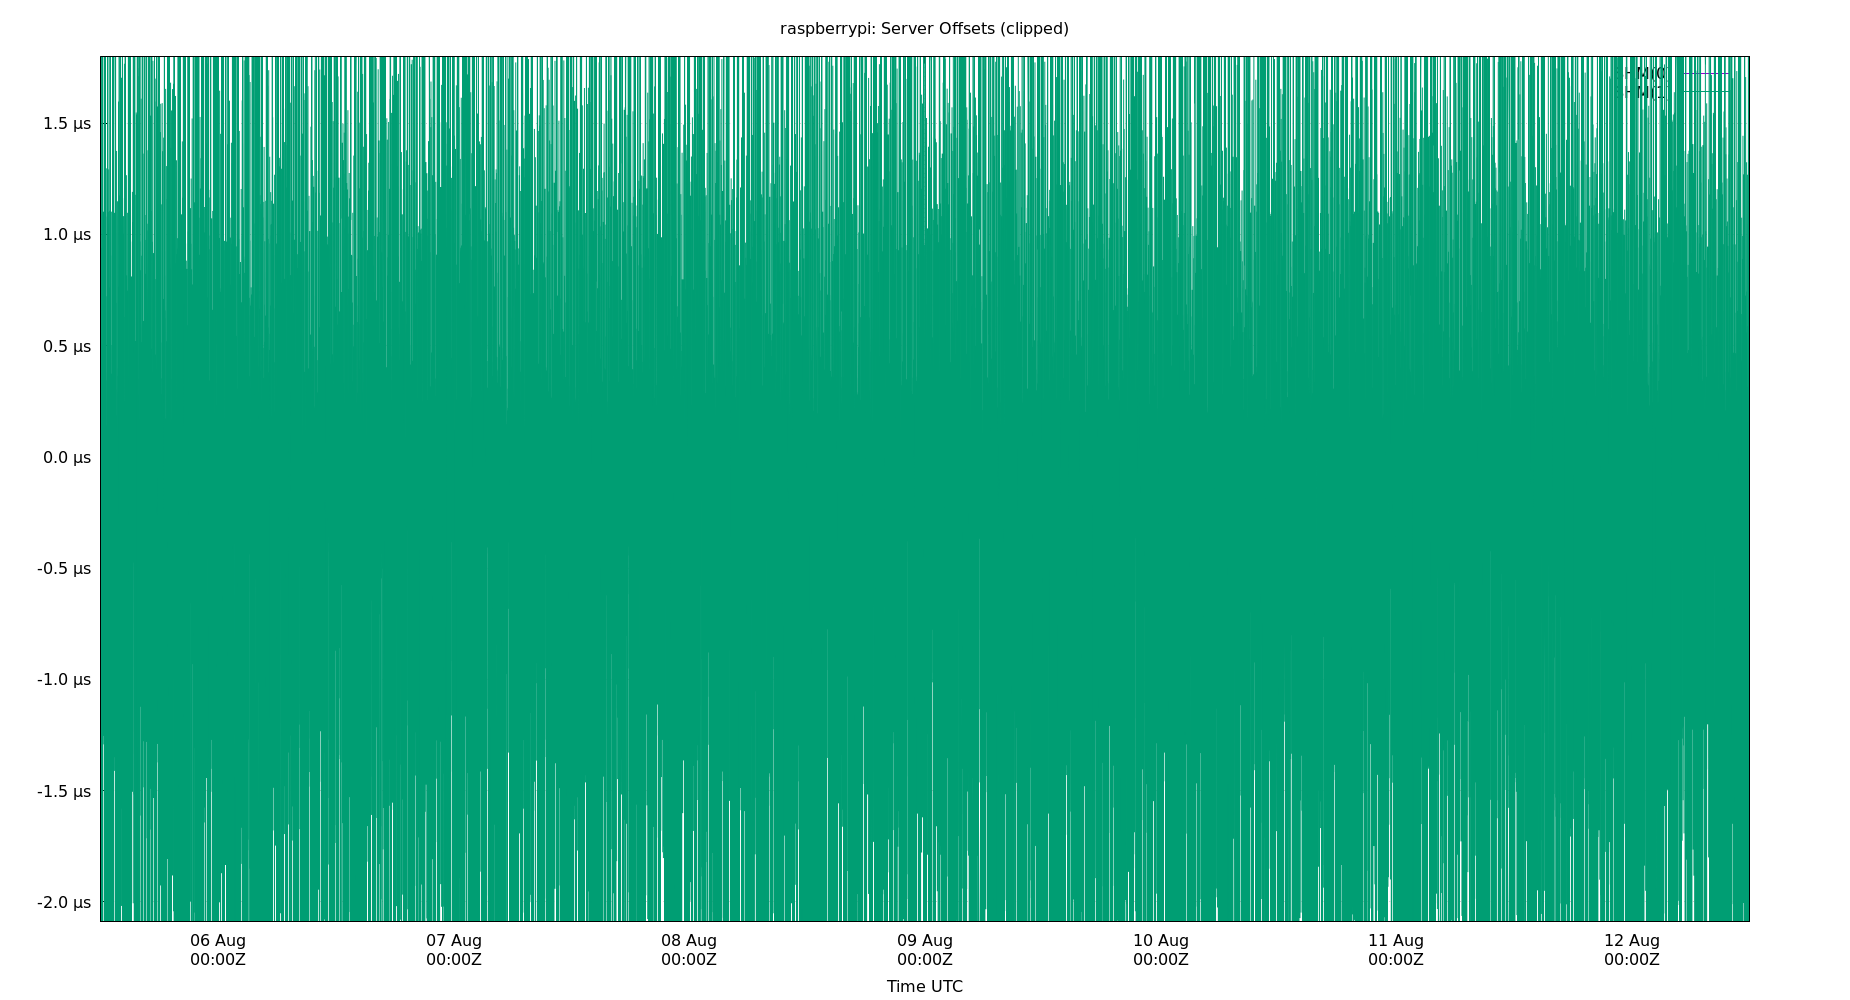 raspberrypi: Server Offsets (clipped)
1.5 µs
1.0 µs
0.5 µs
0.0 µs
-0.5 µs
-1.0 µs
-1.5 µs
-2.0 µs
06 Aug 07 Aug 08 Aug 09 Aug 10 Aug 11 Aug 12 Aug
00:00Z 00:00Z 00:00Z 00:00Z 00:00Z 00:00Z 00:00Z
Time UTC